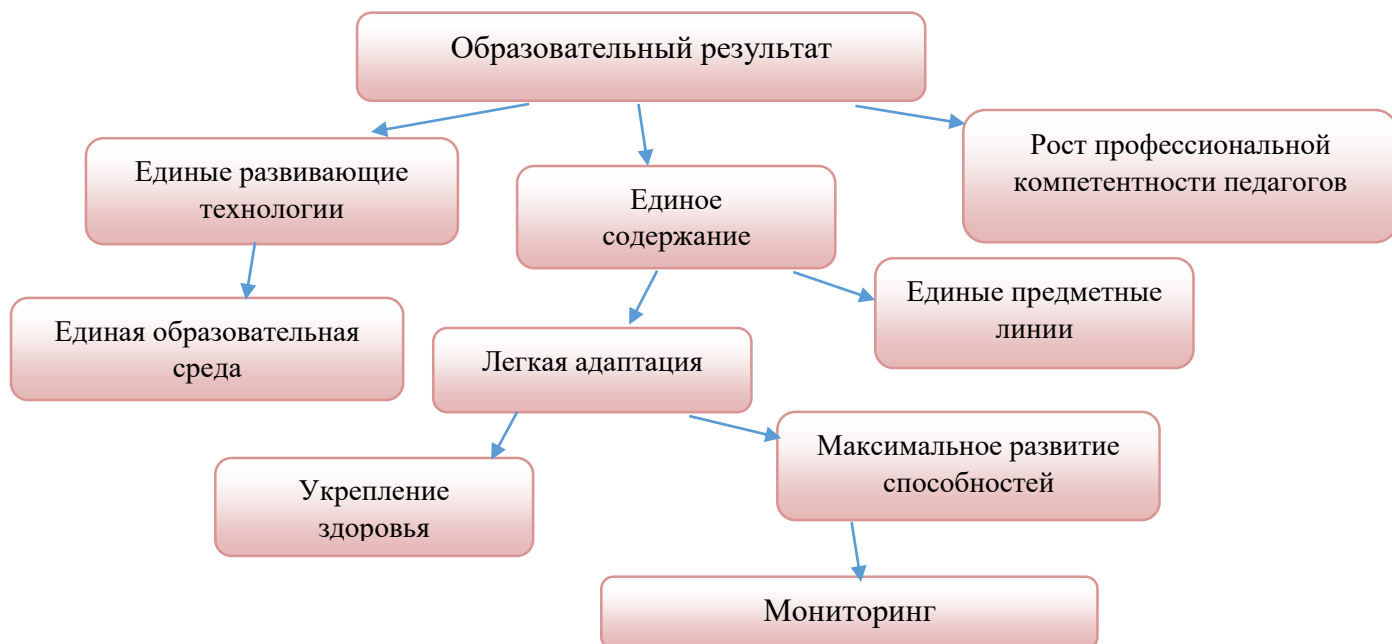 Образовательный результат
Единые развивающие
технологии
Единое
содержание
Рост профессиональной
компетентности педагогов
Единая образовательная
среда
Легкая адаптация
Единые предметные
линии
Укрепление
здоровья
Максимальное развитие
способностей
Мониторинг